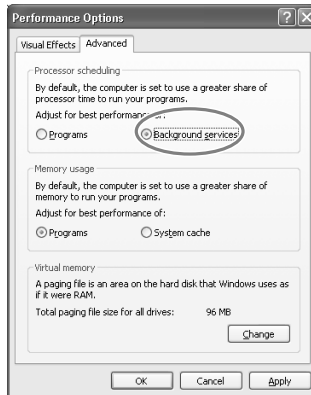 Performance Options
Visual Effects Advanced
Processor scheduling
By default, the computer is set to use a greater share of
processor time to run your programs.
Adjust for best performance of:
Programs Background services
Memory usage
By default, the computer is set to use a greater share of
memory to run your programs.
Adjust for best performance of:
Programs System cache
Virtual memory
A paging file is an area on the hard disk that Windows uses as
if it were RAM.
Total paging file size for all drives: 96 MB
Change
OK Cancel Apply